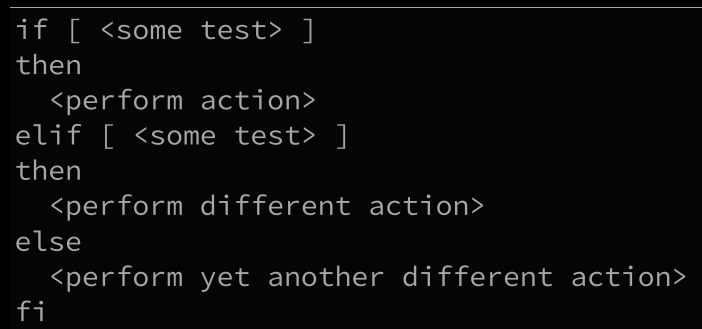 if [ <some test> ]
then
  <perform action>
elif [ <some test> ]
then
  <perform different action>
else
  <perform yet another different action>
fi